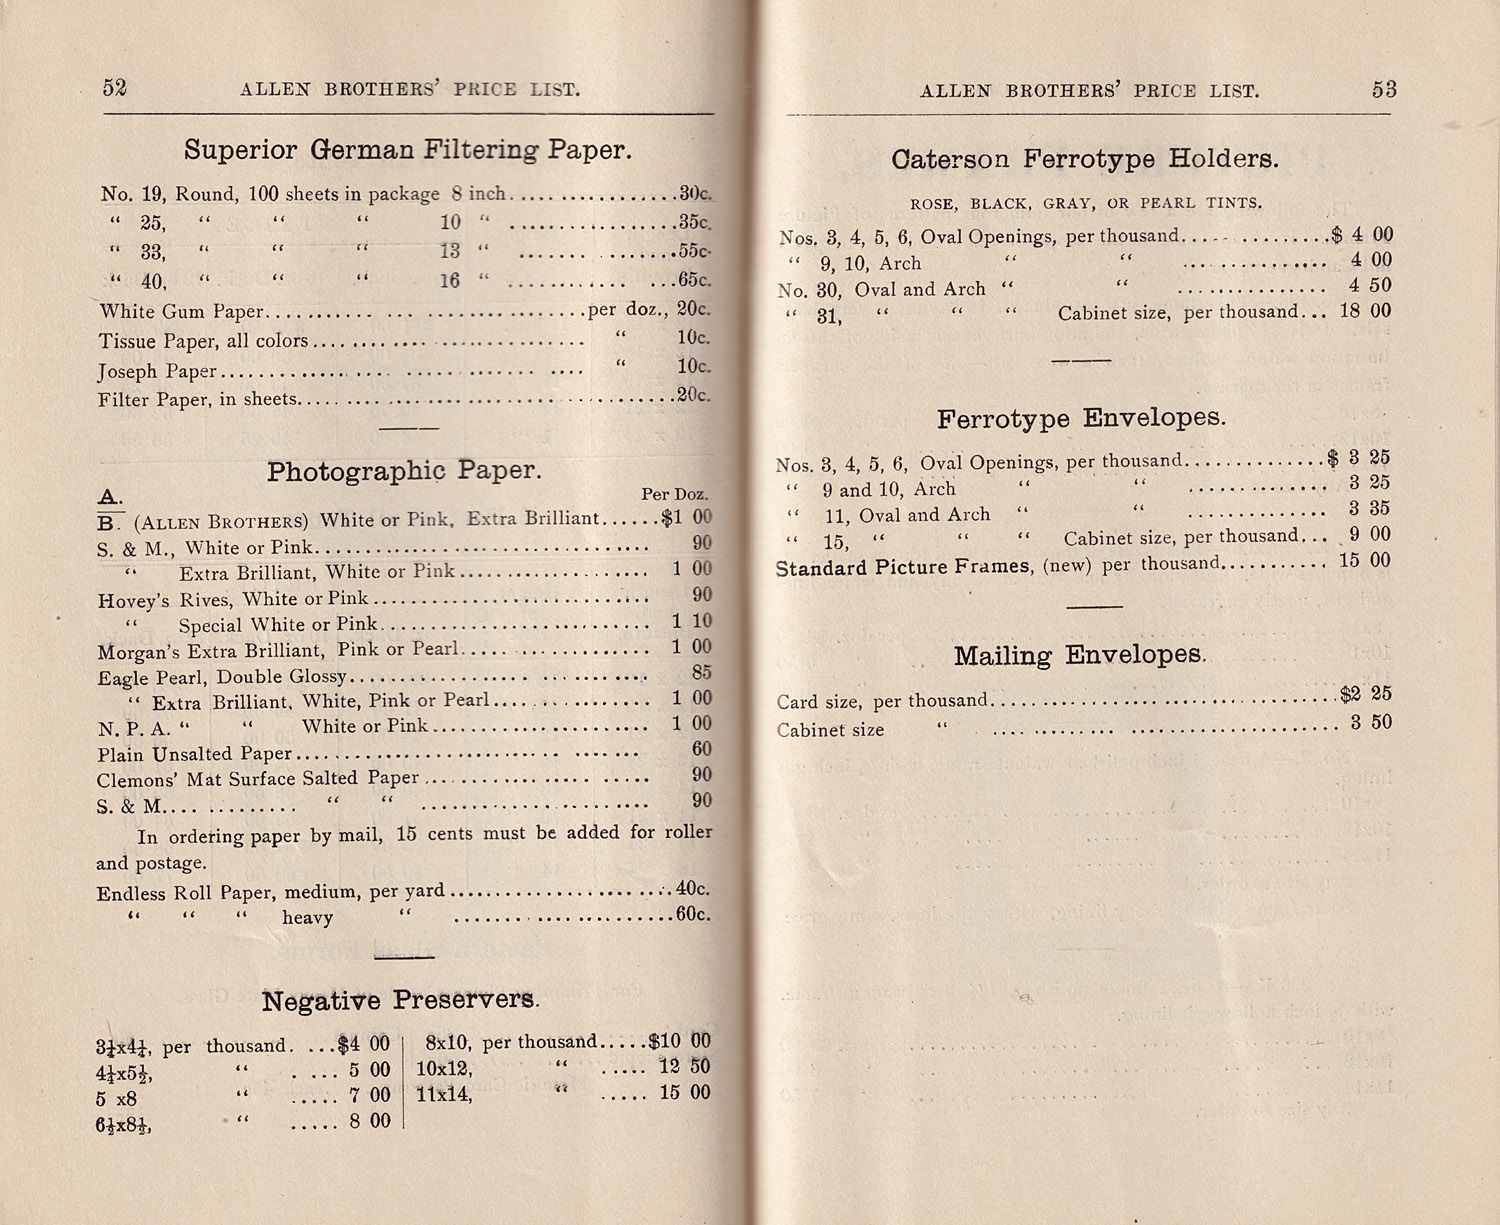 52 ALLEN BROTHERS' PRICE LIST.
Superior German Filtering Paper.
No. 19, Round, 100 sheets in package 8 inch..................30c.
“ 25, “ “ “ 10 “ ..................35c.
“ 33, “ “ “ 13 “ ..................55c.
“ 40, “ “ “ 16 “ ..................65c.
White Gum Paper..................per doz., 20c.
Tissue Paper, all colors.................. “ 10c.
Joseph Paper.................. “ 10c.
Filter Paper, in sheets..................20c.
Photographic Paper.
A. Per Doz.
B. (ALLEN BROTHERS) White or Pink, Extra Brilliant......$1 00
S. & M., White or Pink.................. 90
“ Extra Brilliant, White or Pink.................. 1 00
Hovey's Rives, White or Pink.................. 90
“ Special White or Pink.................. 1 10
Morgan's Extra Brilliant, Pink or Pearl.................. 1 00
Eagle Pearl, Double Glossy.................. 85
“ Extra Brilliant, White, Pink or Pearl.................. 1 00
N. P. A. “ “ White or Pink.................. 1 00
Plain Unsalted Paper.................. 60
Clemons' Mat Surface Salted Paper.................. 90
S. & M.................. “ “ .................. 90
In ordering paper by mail, 15 cents must be added for roller
and postage.
Endless Roll Paper, medium, per yard..................40c.
“ “ “ heavy “ ..................60c.
Negative Preservers.
3¼x4¼, per thousand. ...$4 00
4¼x5½, “ ..... 5 00
5 x8 “ ..... 7 00
6½x8½, “ ..... 8 00
8x10, per thousand.....$10 00
10x12, “ ..... 12 50
11x14, “ ..... 15 00
ALLEN BROTHERS' PRICE LIST. 53
Caterson Ferrotype Holders.
ROSE, BLACK, GRAY, OR PEARL TINTS.
Nos. 3, 4, 5, 6, Oval Openings, per thousand..................$ 4 00
“ 9, 10, Arch “ “ .................. 4 00
No. 30, Oval and Arch “ “ .................. 4 50
“ 31, “ “ “ Cabinet size, per thousand... 18 00
Ferrotype Envelopes.
Nos. 3, 4, 5, 6, Oval Openings, per thousand..................$ 3 25
“ 9 and 10, Arch “ “ .................. 3 25
“ 11, Oval and Arch “ “ .................. 3 35
“ 15, “ “ “ Cabinet size, per thousand... 9 00
Standard Picture Frames, (new) per thousand........... 15 00
Mailing Envelopes.
Card size, per thousand..................$2 25
Cabinet size “ .................. 3 50